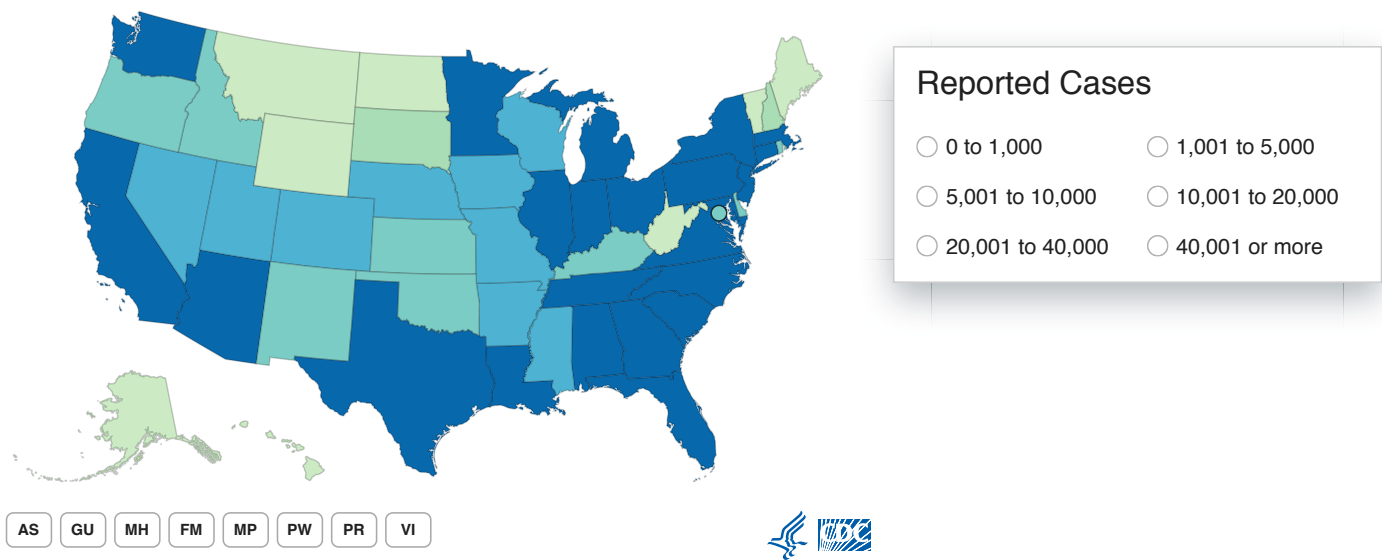 Reported Cases
0 to 1,000
1,001 to 5,000
5,001 to 10,000
10,001 to 20,000
20,001 to 40,000
40,001 or more
AS
GU
MH
FM
MP
PW
PR
VI
CDC